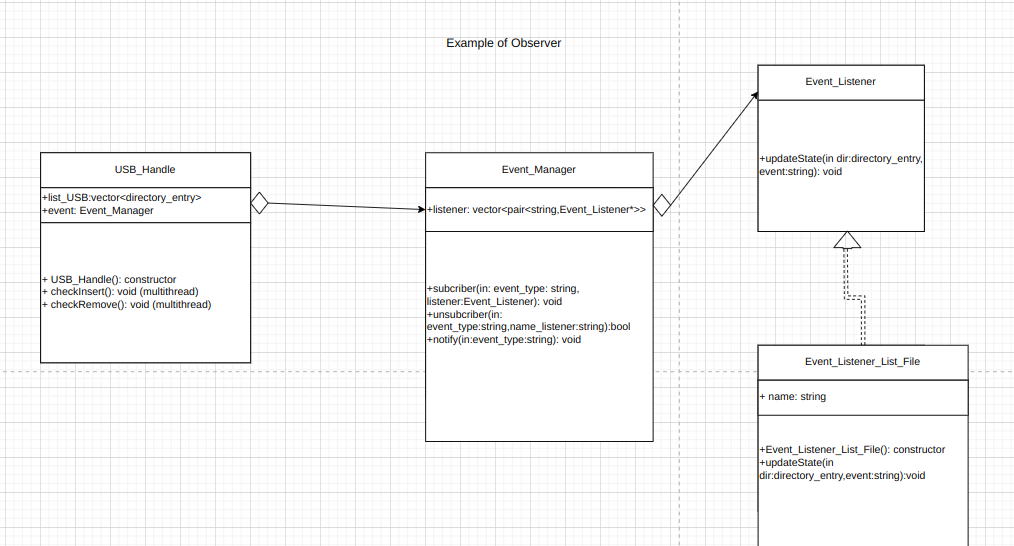 Example of Observer
USB_Handle
+list_USB:vector<directory_entry>
+event: Event_Manager
+ USB_Handle(): constructor
+ checkInsert(): void (multithread)
+ checkRemove(): void (multithread)
Event_Manager
+listener: vector<pair<string,Event_Listener*>>
+subcriber(in: event_type: string,
listener:Event_Listener): void
+unsubcriber(in:
event_type:string,name_listener:string):bool
+notify(in:event_type:string): void
Event_Listener
+updateState(in dir:directory_entry,
event:string): void
Event_Listener_List_File
+ name: string
+Event_Listener_List_File(): constructor
+updateState(in
dir:directory_entry,event:string):void